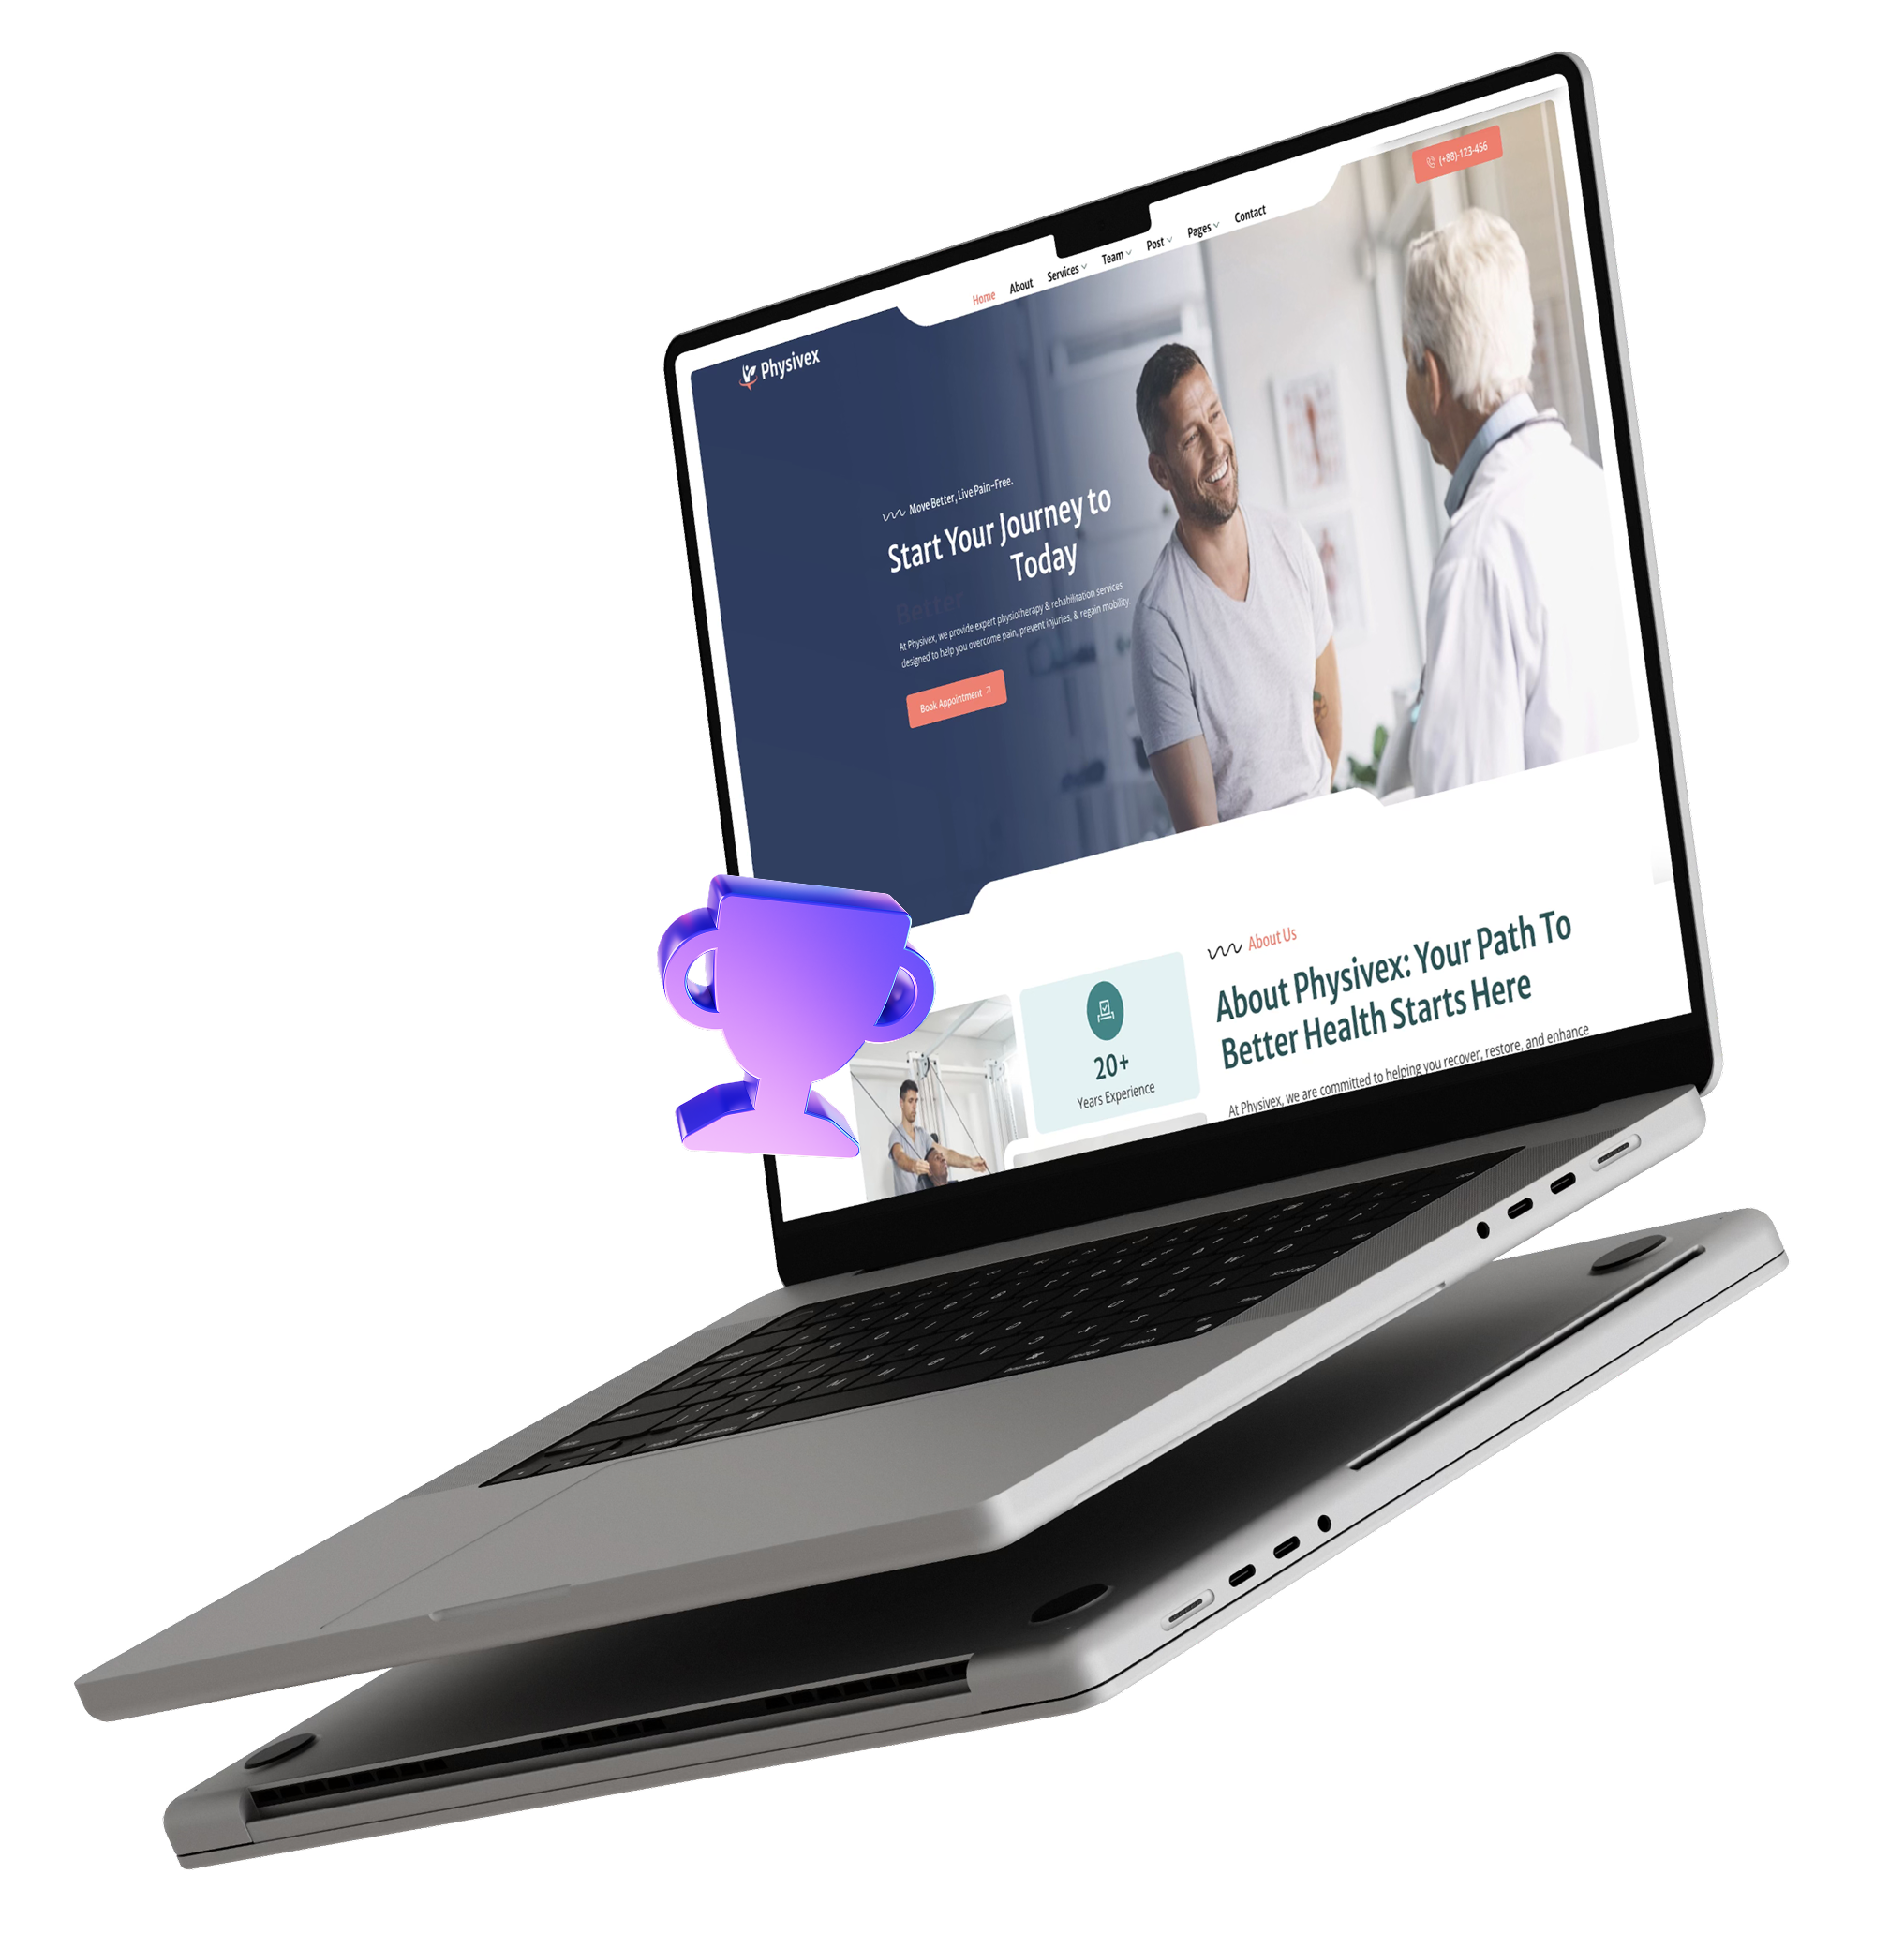 (+88)-123-456
Home About Services Team Post Pages Contact
Physivex
Move Better, Live Pain-Free.
Start Your Journey to
Better Today
At Physivex, we provide expert physiotherapy & rehabilitation services
designed to help you overcome pain, prevent injuries, & regain mobility.
Book Appointment
About Us
About Physivex: Your Path To
Better Health Starts Here
At Physivex, we are committed to helping you recover, restore, and enhance
20+
Years Experience